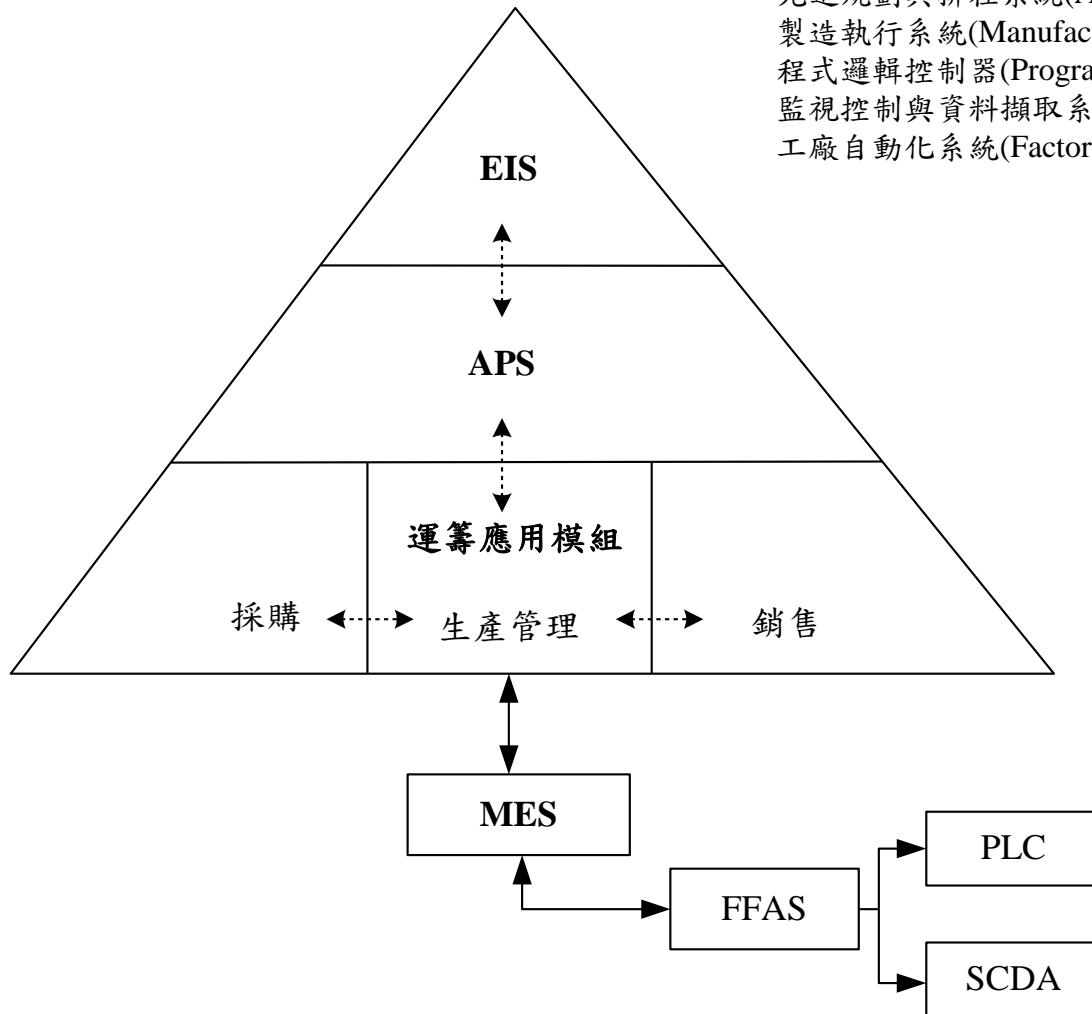 製造執行系統(Manufac
程式邏輯控制器(Progra
監視控制與資料擷取系
工廠自動化系統(Factor
EIS
APS
運籌應用模組
採購
生產管理
銷售
MES
PLC
FFAS
SCDA